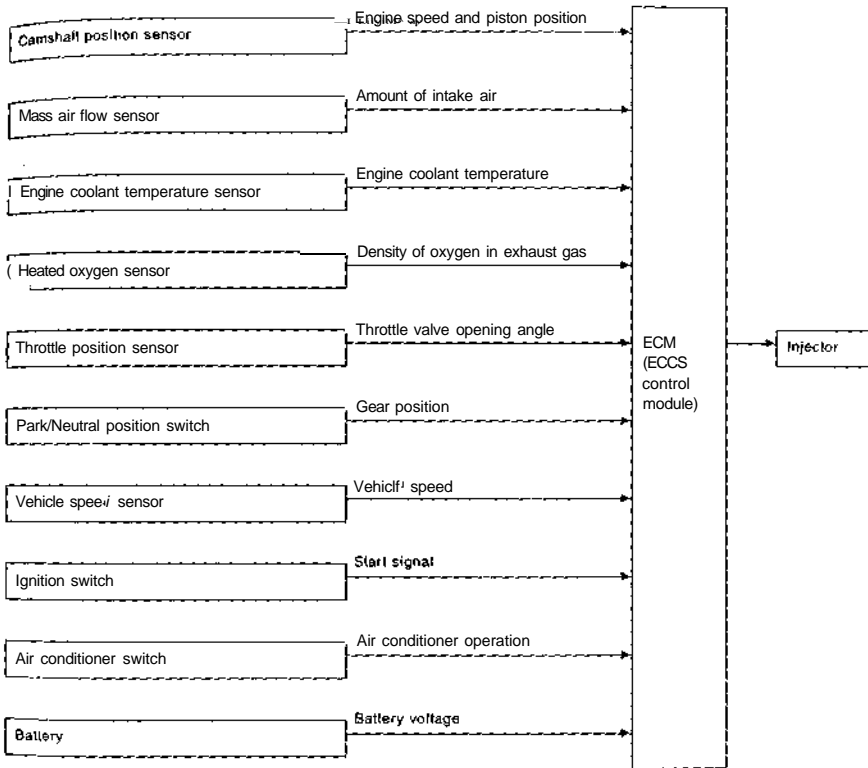 Camshaft position sensor
Engine speed and piston position
Mass air flow sensor
Amount of intake air
Engine coolant temperature sensor
Engine coolant temperature
Heated oxygen sensor
Density of oxygen in exhaust gas
Throttle position sensor
Throttle valve opening angle
Park/Neutral position switch
Gear position
Vehicle speed sensor
Vehicle speed
Ignition switch
Start signal
Air conditioner switch
Air conditioner operation
Battery
Battery voltage
ECM
(ECCS
control
module)
Injector